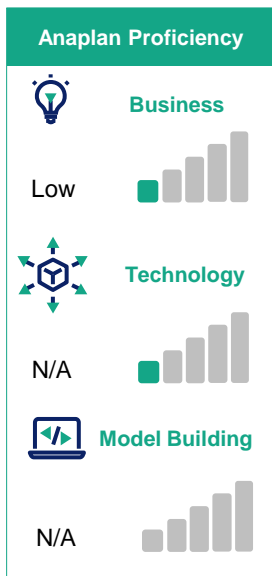 Anaplan Proficiency
Business
Low
Technology
N/A
Model Building
N/A